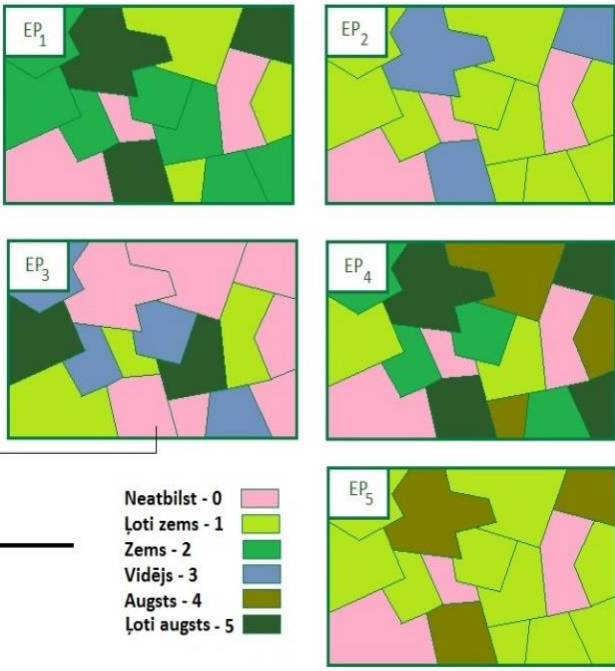 EP1
EP2
EP3
EP4
Neatbilst - 0
Ļoti zems - 1
Zems - 2
Vidējs - 3
Augsts - 4
Ļoti augsts - 5
EP5